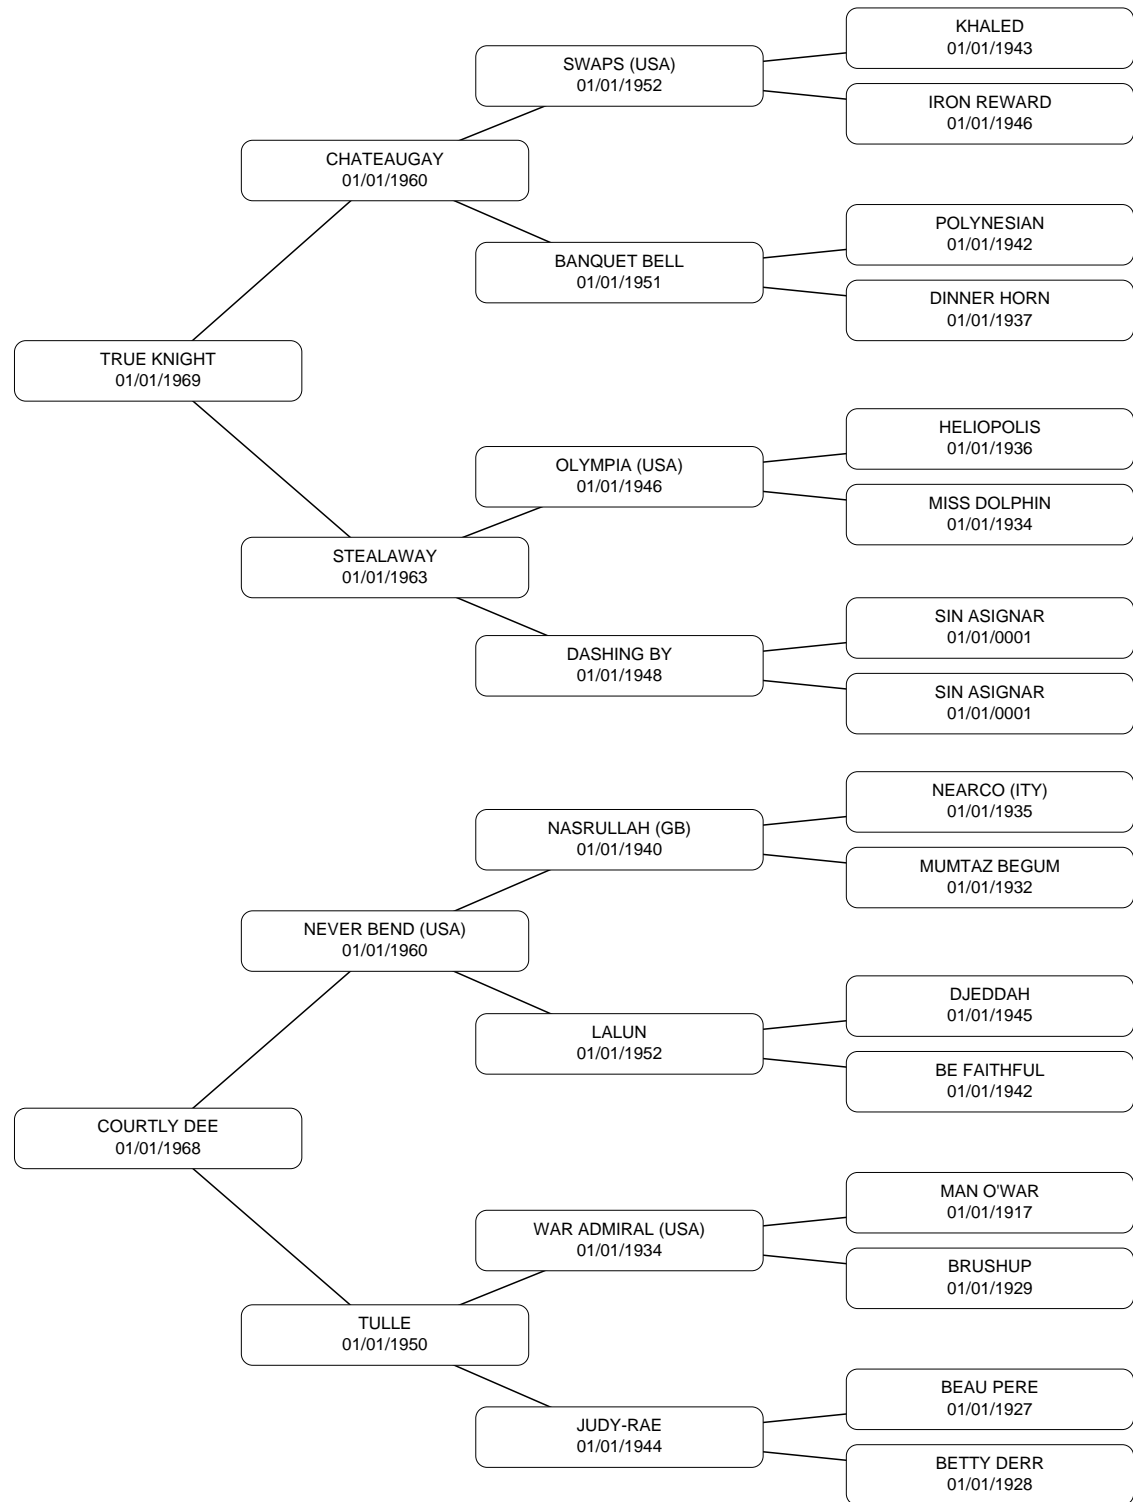 KHALED
01/01/1943
SWAPS (USA)
01/01/1952
IRON REWARD
01/01/1946
CHATEAUGAY
01/01/1960
POLYNESIAN
01/01/1942
BANQUET BELL
01/01/1951
DINNER HORN
01/01/1937
TRUE KNIGHT
01/01/1969
HELIOPOLIS
01/01/1936
OLYMPIA (USA)
01/01/1946
MISS DOLPHIN
01/01/1934
STEALAWAY
01/01/1963
SIN ASIGNAR
01/01/0001
DASHING BY
01/01/1948
SIN ASIGNAR
01/01/0001
NEARCO (ITY)
01/01/1935
NASRULLAH (GB)
01/01/1940
MUMTAZ BEGUM
01/01/1932
NEVER BEND (USA)
01/01/1960
DJEDDAH
01/01/1945
LALUN
01/01/1952
BE FAITHFUL
01/01/1942
COURTLY DEE
01/01/1968
MAN O'WAR
01/01/1917
WAR ADMIRAL (USA)
01/01/1934
BRUSHUP
01/01/1929
TULLE
01/01/1950
BEAU PERE
01/01/1927
JUDY-RAE
01/01/1944
BETTY DERR
01/01/1928